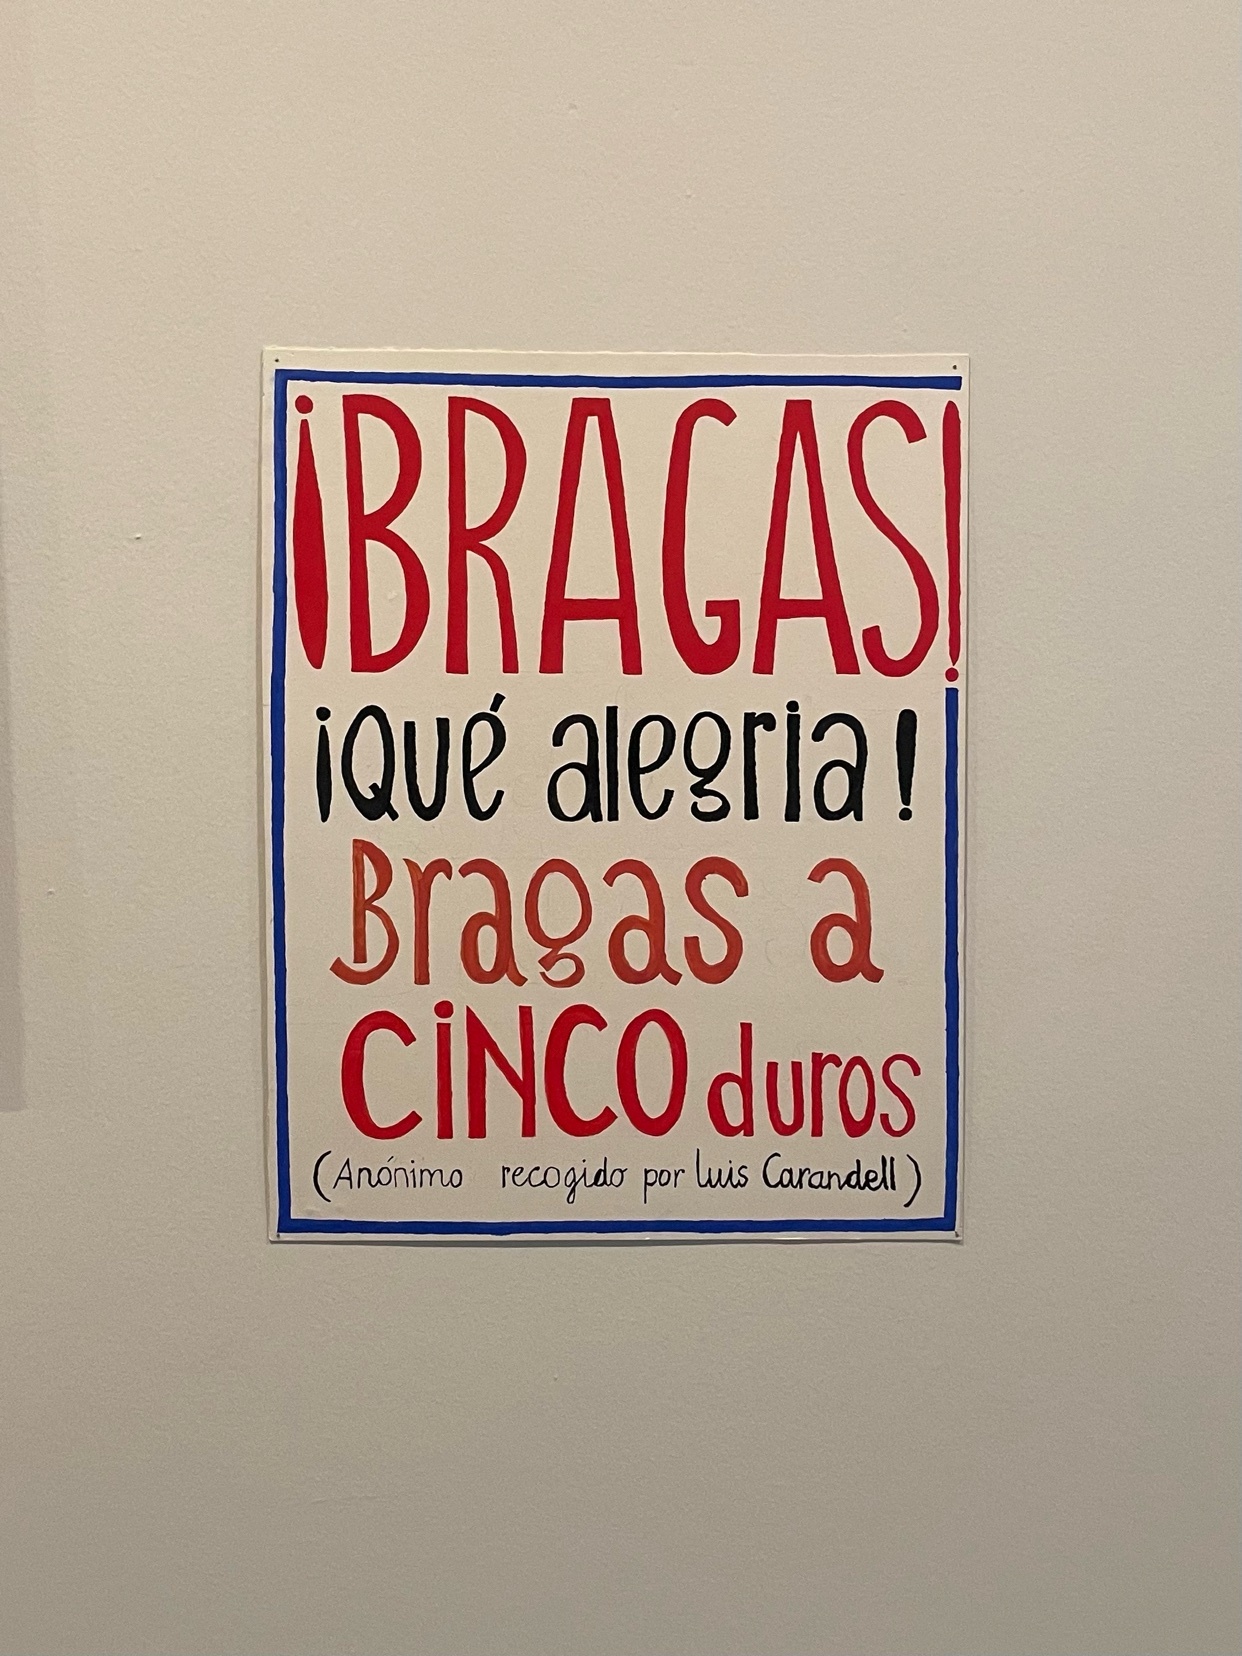 ¡BRAGAS!
¡Qué alegria!
Bragas a
CiNCO duros
(Anónimo recogido por Luis Carandell)